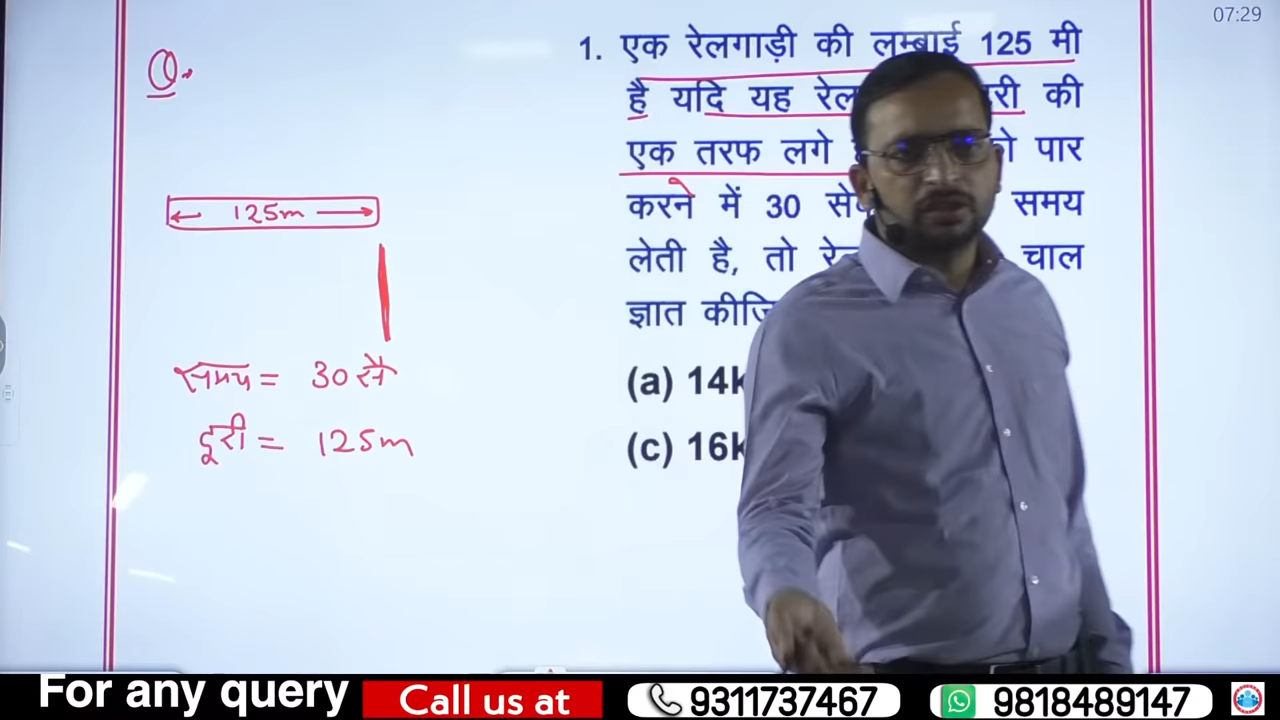 07:29
Q.
1. एक रेलगाड़ी की लम्बाई 125 मी
है यदि यह की
एक तरफ लगे पार
करने में 30 समय
लेती है, तो चाल
ज्ञात
(a) 14k
(c) 16k
125m
समय = 30 से
दूरी = 125m
For any query
Call us at
9311737467
9818489147